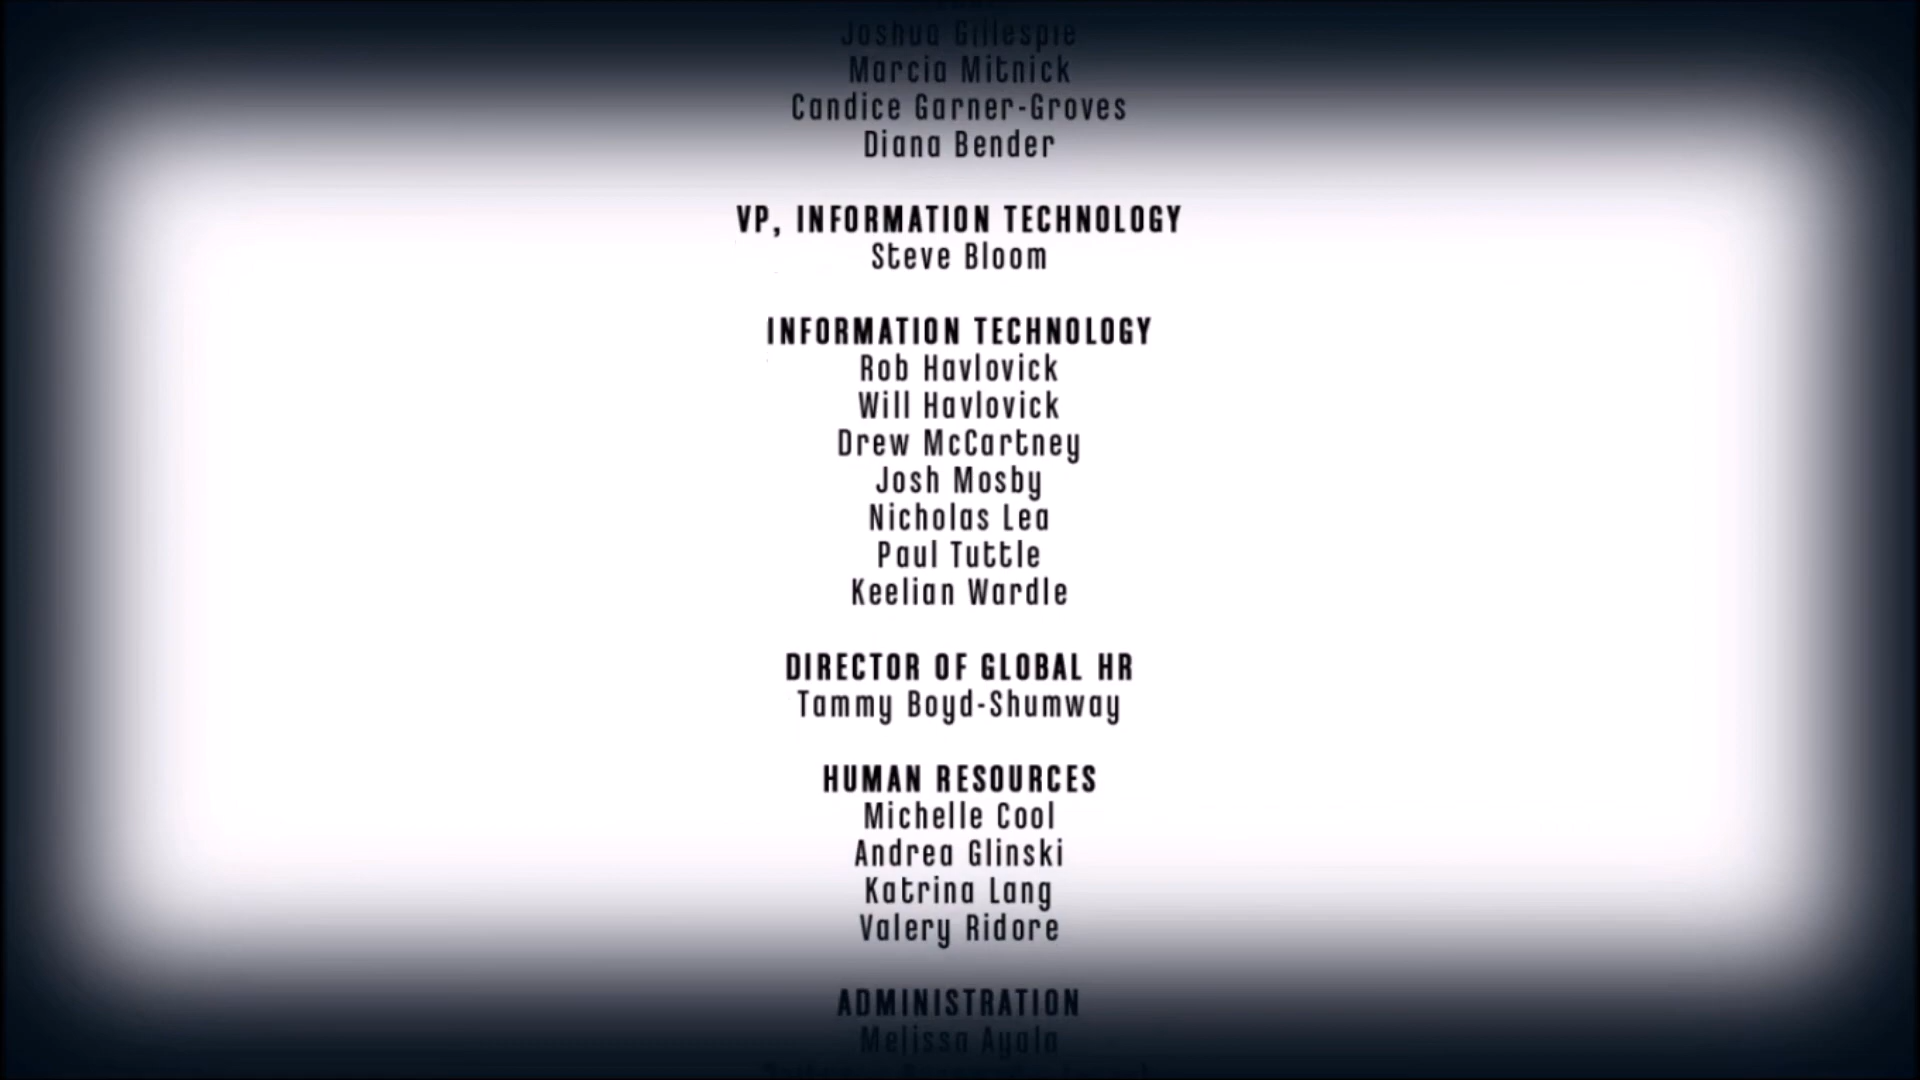 Joshua Gillespie
Marcia Mitnick
Candice Garner-Groves
Diana Bender
VP, INFORMATION TECHNOLOGY
Steve Bloom
INFORMATION TECHNOLOGY
Rob Havlovick
Will Havlovick
Drew McCartney
Josh Mosby
Nicholas Lea
Paul Tuttle
Keelian Wardle
DIRECTOR OF GLOBAL HR
Tammy Boyd-Shumway
HUMAN RESOURCES
Michelle Cool
Andrea Glinski
Katrina Lang
Valery Ridore
ADMINISTRATION
Melissa Ayala